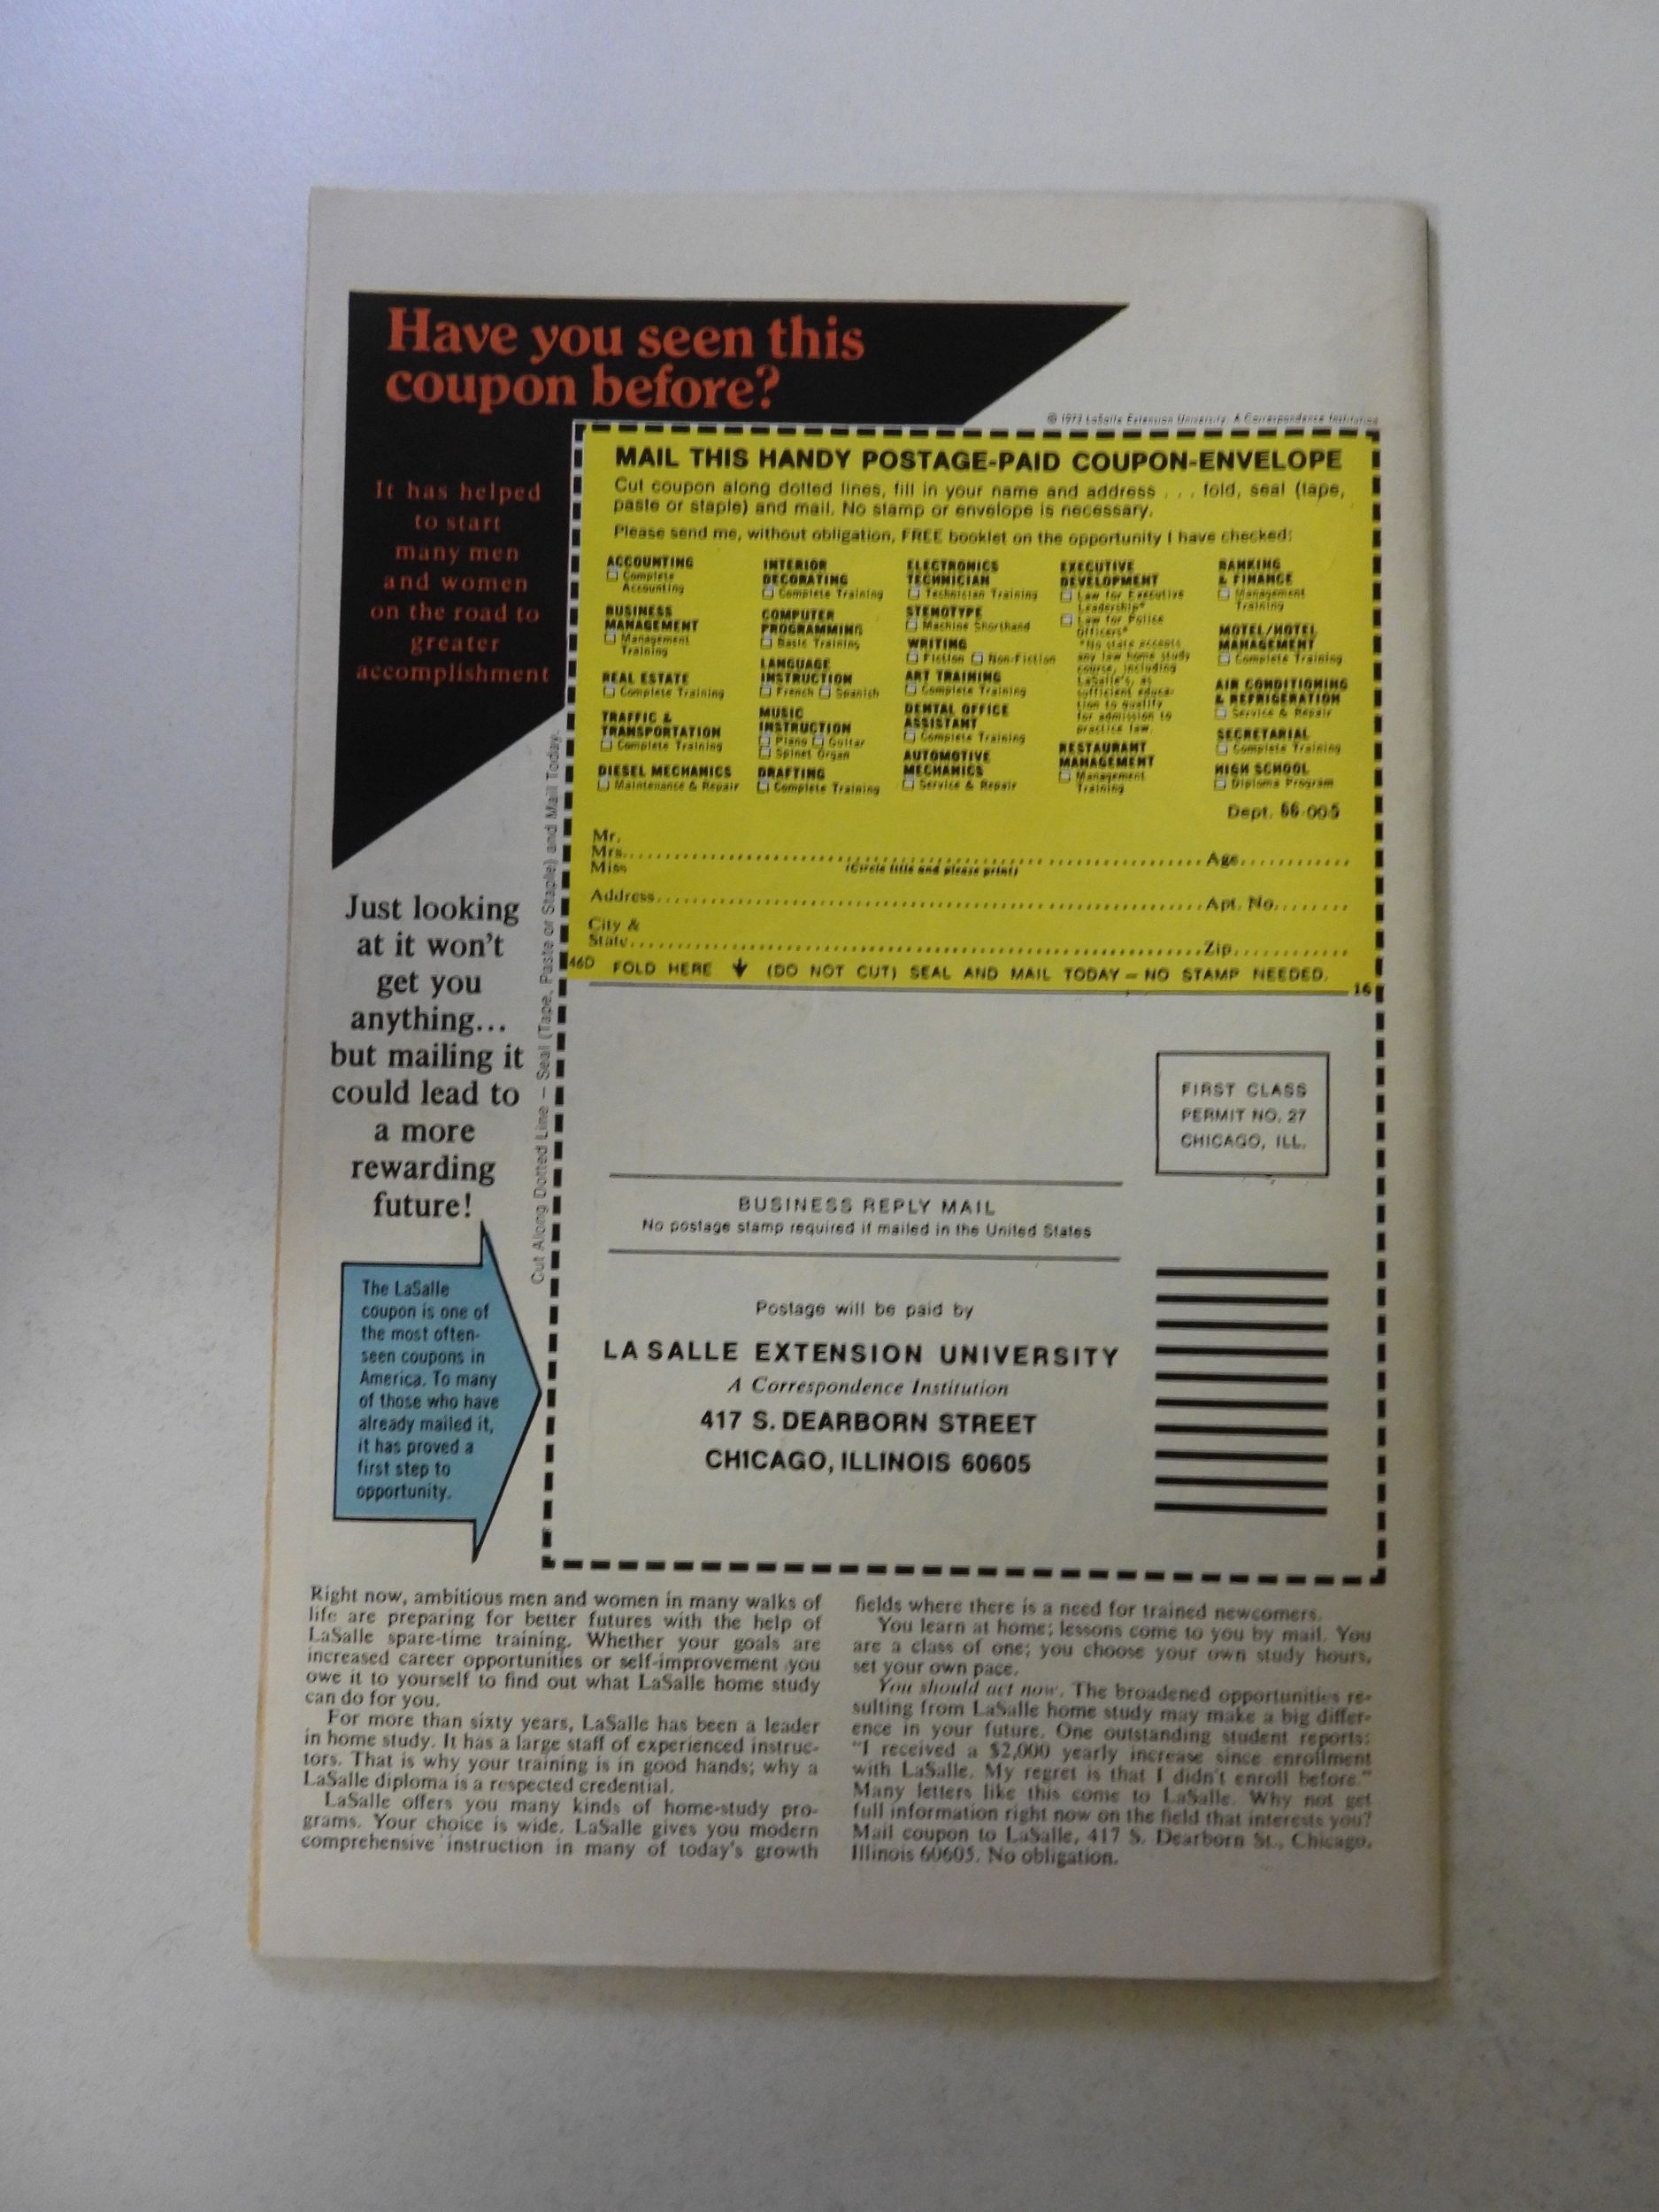 Have you seen this
coupon before?
© 1973 LaSalle Extension University. A Correspondence Institution
It has helped
to start
many men
and women
on the road to
greater
accomplishment
MAIL THIS HANDY POSTAGE-PAID COUPON-ENVELOPE
Cut coupon along dotted lines, fill in your name and address . . . fold, seal (tape,
paste or staple) and mail. No stamp or envelope is necessary.
Please send me, without obligation, FREE booklet on the opportunity I have checked:
ACCOUNTING
Complete
Accounting
BUSINESS
MANAGEMENT
Management
Training
REAL ESTATE
Complete Training
TRAFFIC &
TRANSPORTATION
Complete Training
DIESEL MECHANICS
Maintenance & Repair
INTERIOR
DECORATING
Complete Training
COMPUTER
PROGRAMMING
Basic Training
LANGUAGE
INSTRUCTION
French Spanish
MUSIC
INSTRUCTION
Piano Guitar
Spinet Organ
DRAFTING
Complete Training
ELECTRONICS
TECHNICIAN
Technician Training
STENOTYPE
Machine Shorthand
WRITING
Fiction Non-Fiction
ART TRAINING
Complete Training
DENTAL OFFICE
ASSISTANT
Complete Training
AUTOMOTIVE
MECHANICS
Service & Repair
EXECUTIVE
DEVELOPMENT
Law for Executive
Leadership*
Law for Police
Officers*
*No state accepts
any law home study
course, including
LaSalle's, as
sufficient educa-
tion to qualify
for admission to
practice law.
RESTAURANT
MANAGEMENT
Management
Training
BANKING
& FINANCE
Management
Training
MOTEL/HOTEL
MANAGEMENT
Complete Training
AIR CONDITIONING
& REFRIGERATION
Service & Repair
SECRETARIAL
Complete Training
HIGH SCHOOL
Diploma Program
Dept. 66-005
Mr.
Mrs. Age
Miss (Circle title and please print)
Address Apt. No.
City &
State Zip
46D FOLD HERE (DO NOT CUT) SEAL AND MAIL TODAY – NO STAMP NEEDED.
16
Cut Along Dotted Line – Seal (Tape, Paste or Staple) and Mail Today.
Just looking
at it won't
get you
anything...
but mailing it
could lead to
a more
rewarding
future!
The LaSalle
coupon is one of
the most often-
seen coupons in
America. To many
of those who have
already mailed it,
it has proved a
first step to
opportunity.
FIRST CLASS
PERMIT NO. 27
CHICAGO, ILL.
BUSINESS REPLY MAIL
No postage stamp required if mailed in the United States
Postage will be paid by
LA SALLE EXTENSION UNIVERSITY
A Correspondence Institution
417 S. DEARBORN STREET
CHICAGO, ILLINOIS 60605
Right now, ambitious men and women in many walks of
life are preparing for better futures with the help of
LaSalle spare-time training. Whether your goals are
increased career opportunities or self-improvement you
owe it to yourself to find out what LaSalle home study
can do for you.
For more than sixty years, LaSalle has been a leader
in home study. It has a large staff of experienced instruc-
tors. That is why your training is in good hands; why a
LaSalle diploma is a respected credential.
LaSalle offers you many kinds of home-study pro-
grams. Your choice is wide. LaSalle gives you modern
comprehensive instruction in many of today's growth
fields where there is a need for trained newcomers.
You learn at home; lessons come to you by mail. You
are a class of one; you choose your own study hours,
set your own pace.
You should act now. The broadened opportunities re-
sulting from LaSalle home study may make a big differ-
ence in your future. One outstanding student reports:
"I received a $2,000 yearly increase since enrollment
with LaSalle. My regret is that I didn't enroll before."
Many letters like this come to LaSalle. Why not get
full information right now on the field that interests you?
Mail coupon to LaSalle, 417 S. Dearborn St., Chicago,
Illinois 60605. No obligation.